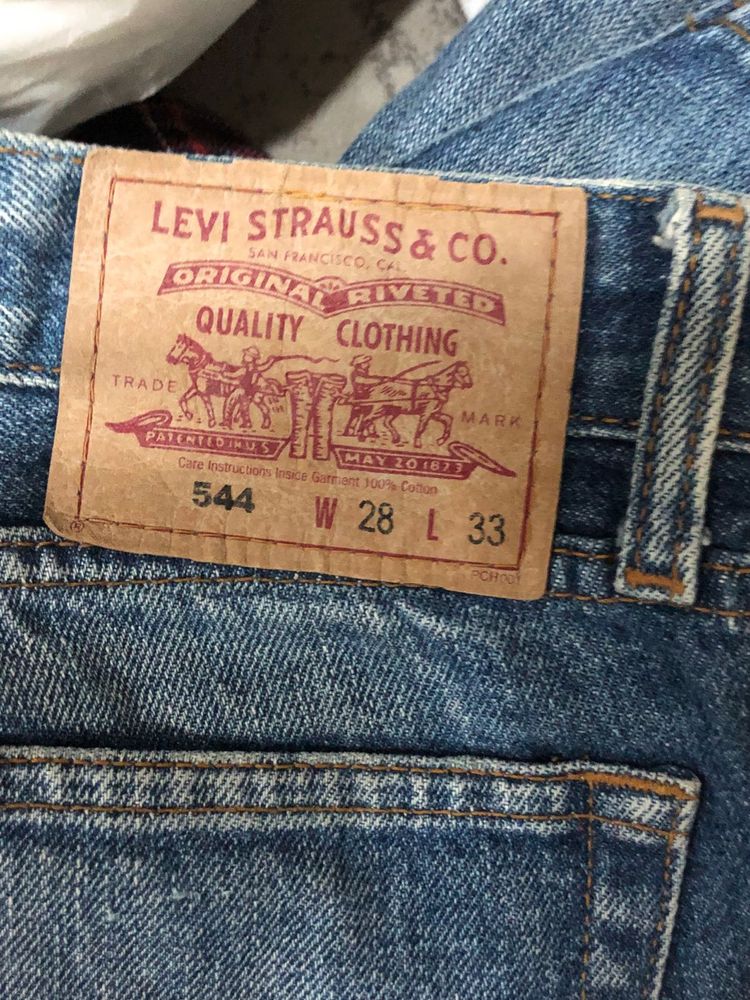 LEVI STRAUSS & CO.
SAN FRANCISCO, CAL.
ORIGINAL RIVETED
QUALITY CLOTHING
TRADE MARK
PATENTED IN U.S. MAY 20 1873
Care Instructions Inside Garment 100% Cotton
544 W 28 L 33
®